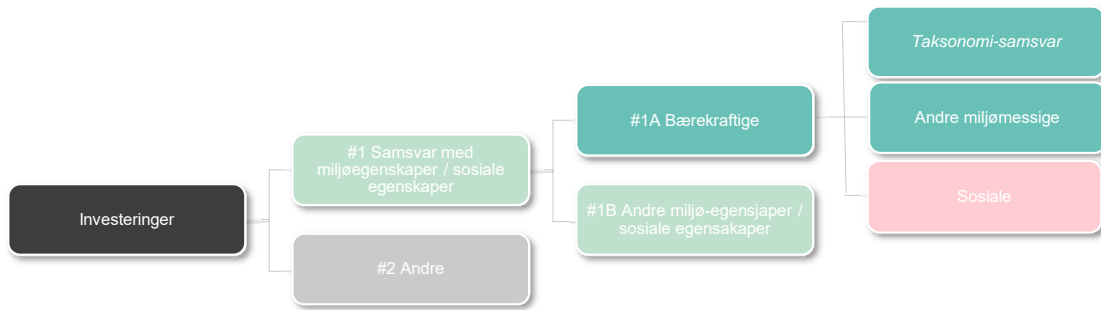 Investeringer
#1 Samsvar med
miljøegenskaper / sosiale
egenskaper
#2 Andre
#1A Bærekraftige
#1B Andre miljø-egensjaper /
sosiale egensakaper
Taksonomi-samsvar
Andre miljømessige
Sosiale